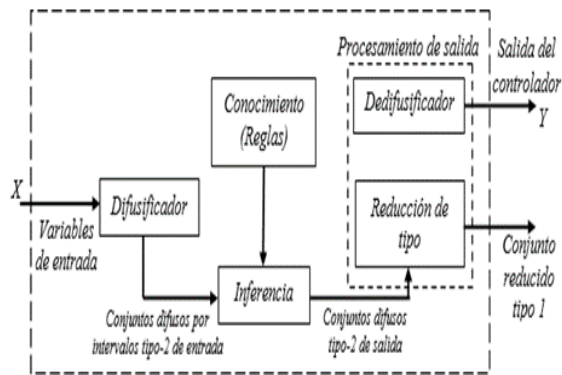 Procesamiento de salida
Salida del
controlador
Y
Dedifusificador
Conocimiento
(Reglas)
X
Variables
de entrada
Difusificador
Reducción de
tipo
Conjunto
reducido
tipo 1
Inferencia
Conjuntos difusos por
intervalos tipo-2 de entrada
Conjuntos difusos
tipo-2 de salida